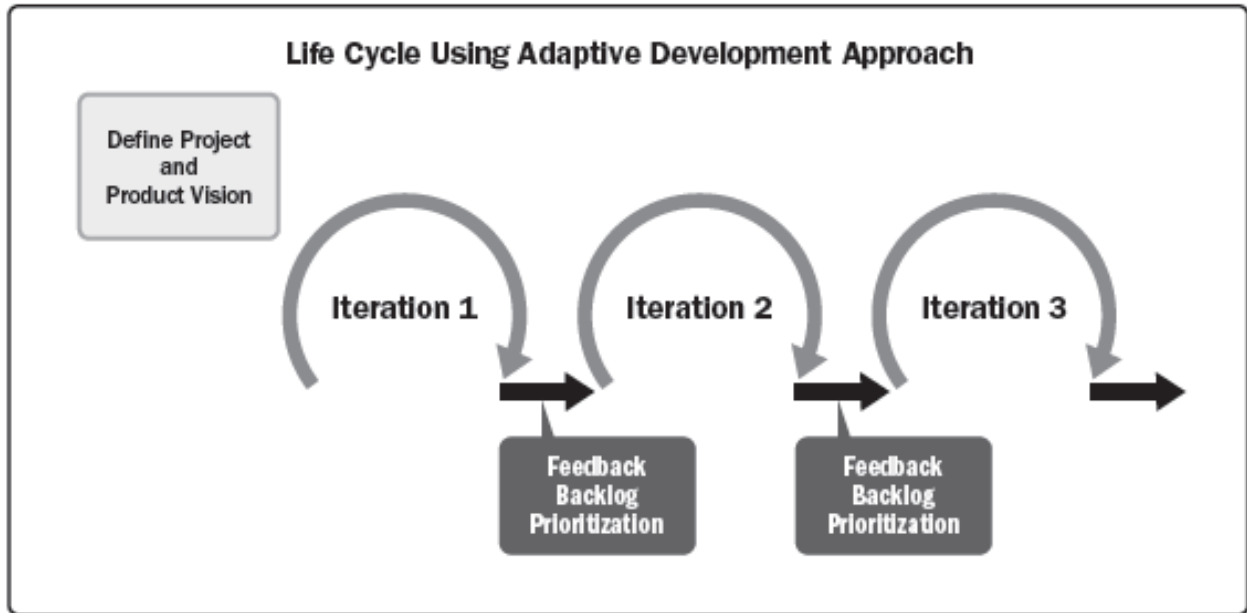 Life Cycle Using Adaptive Development Approach
Define Project
and
Product Vision
Iteration 1
Iteration 2
Iteration 3
Feedback
Backlog
Prioritization
Feedback
Backlog
Prioritization